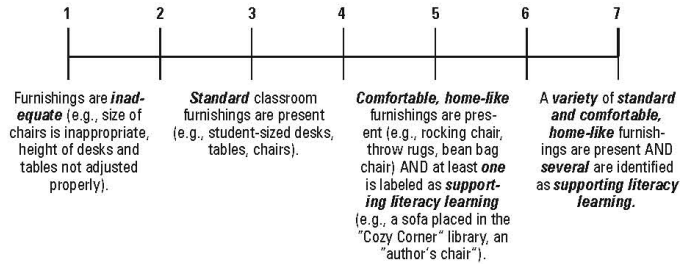 1 2 3 4 5 6 7
Furnishings are inad-
equate (e.g., size of
chairs is inappropriate,
height of desks and
tables not adjusted
properly).
Standard classroom
furnishings are present
(e.g., student-sized desks,
tables, chairs).
Comfortable, home-like
furnishings are pres-
ent (e.g., rocking chair,
throw rugs, bean bag
chair) AND at least one
is labeled as support-
ing literacy learning
(e.g., a sofa placed in the
"Cozy Corner" library, an
"author's chair").
A variety of standard
and comfortable,
home-like furnish-
ings are present AND
several are identified
as supporting literacy
learning.